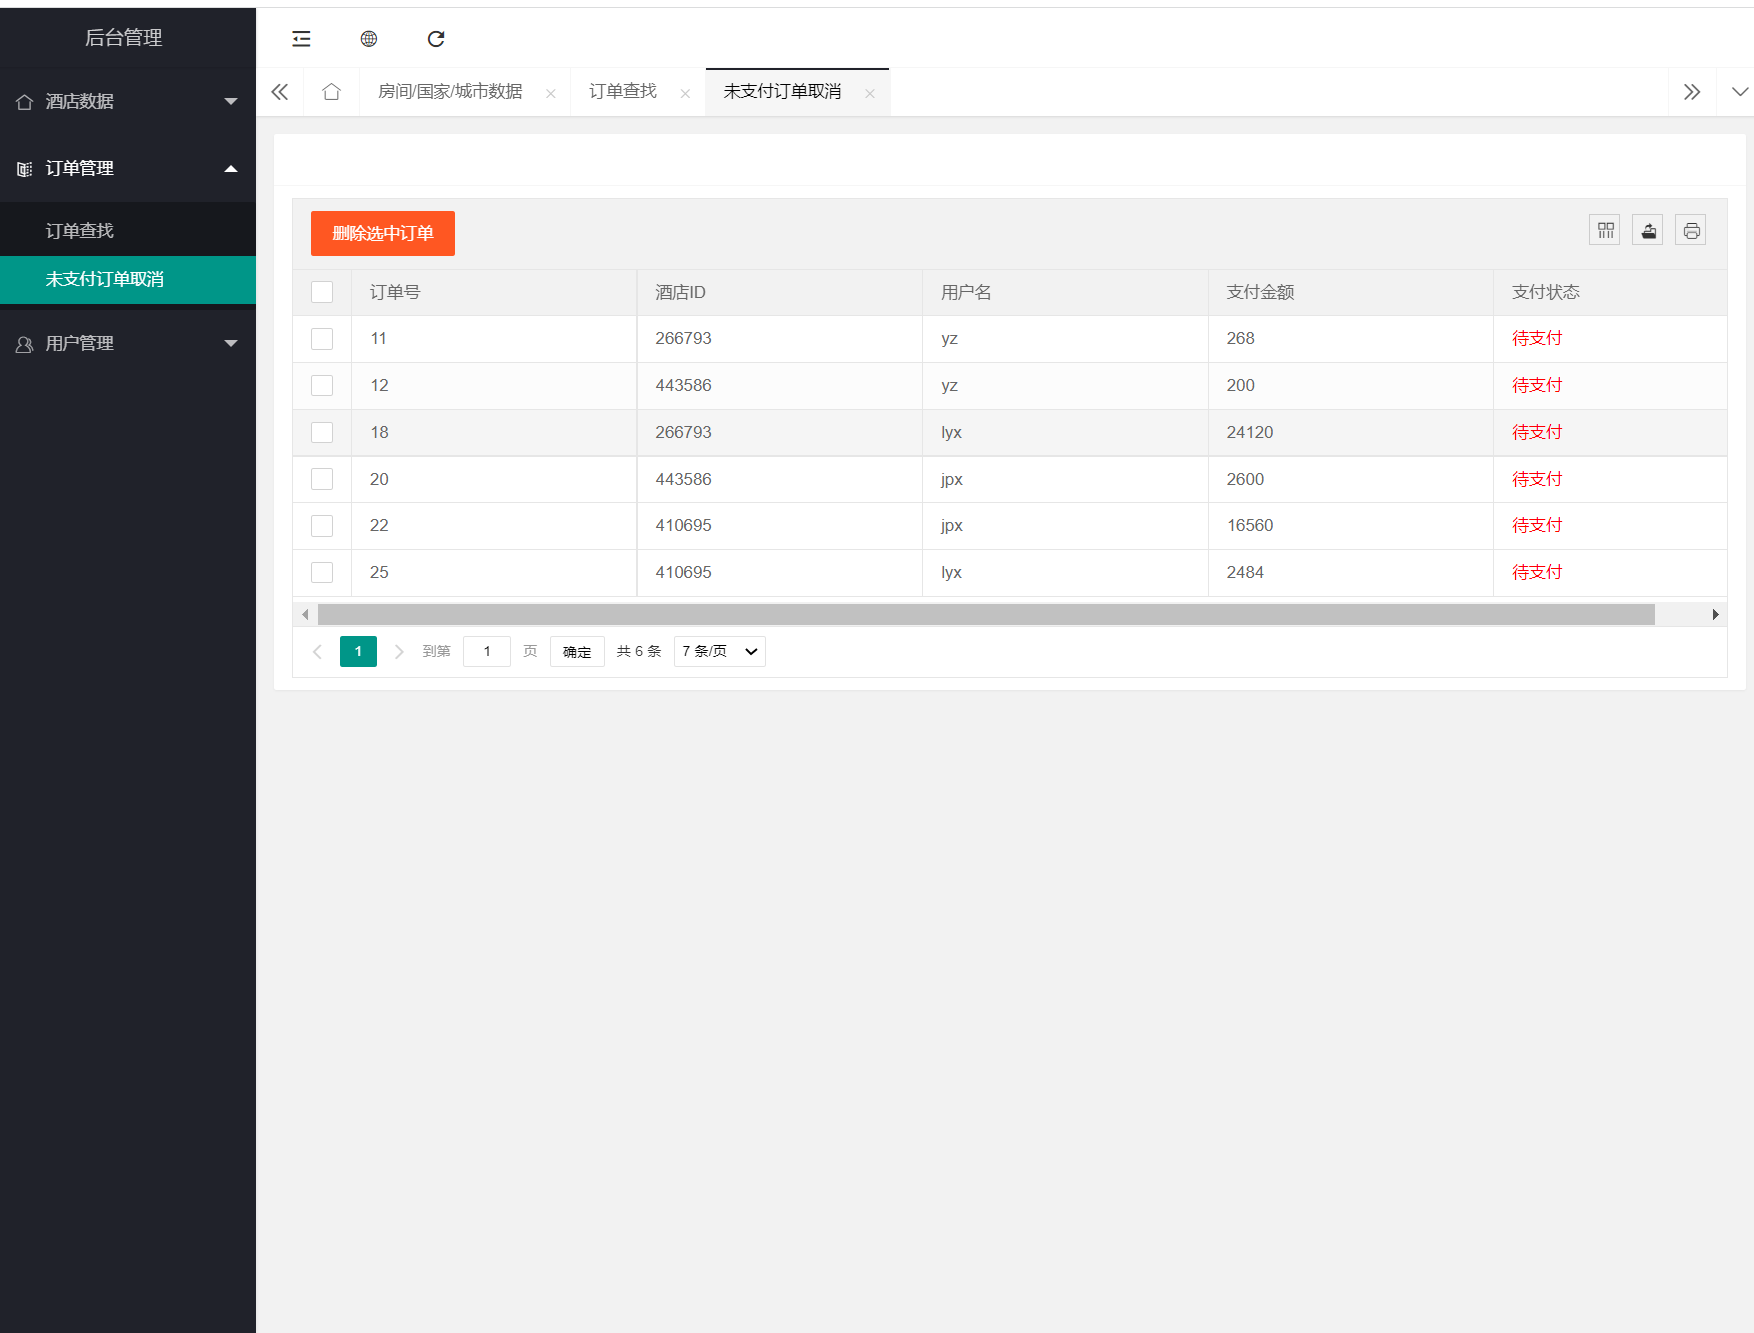 后台管理
酒店数据
订单管理
订单查找
未支付订单取消
用户管理
房间/国家/城市数据 订单查找 未支付订单取消
删除选中订单
订单号 酒店ID 用户名 支付金额 支付状态
11 266793 yz 268 待支付
12 443586 yz 200 待支付
18 266793 lyx 24120 待支付
20 443586 jpx 2600 待支付
22 410695 jpx 16560 待支付
25 410695 lyx 2484 待支付
1 到第 1 页 确定 共 6 条 7 条/页